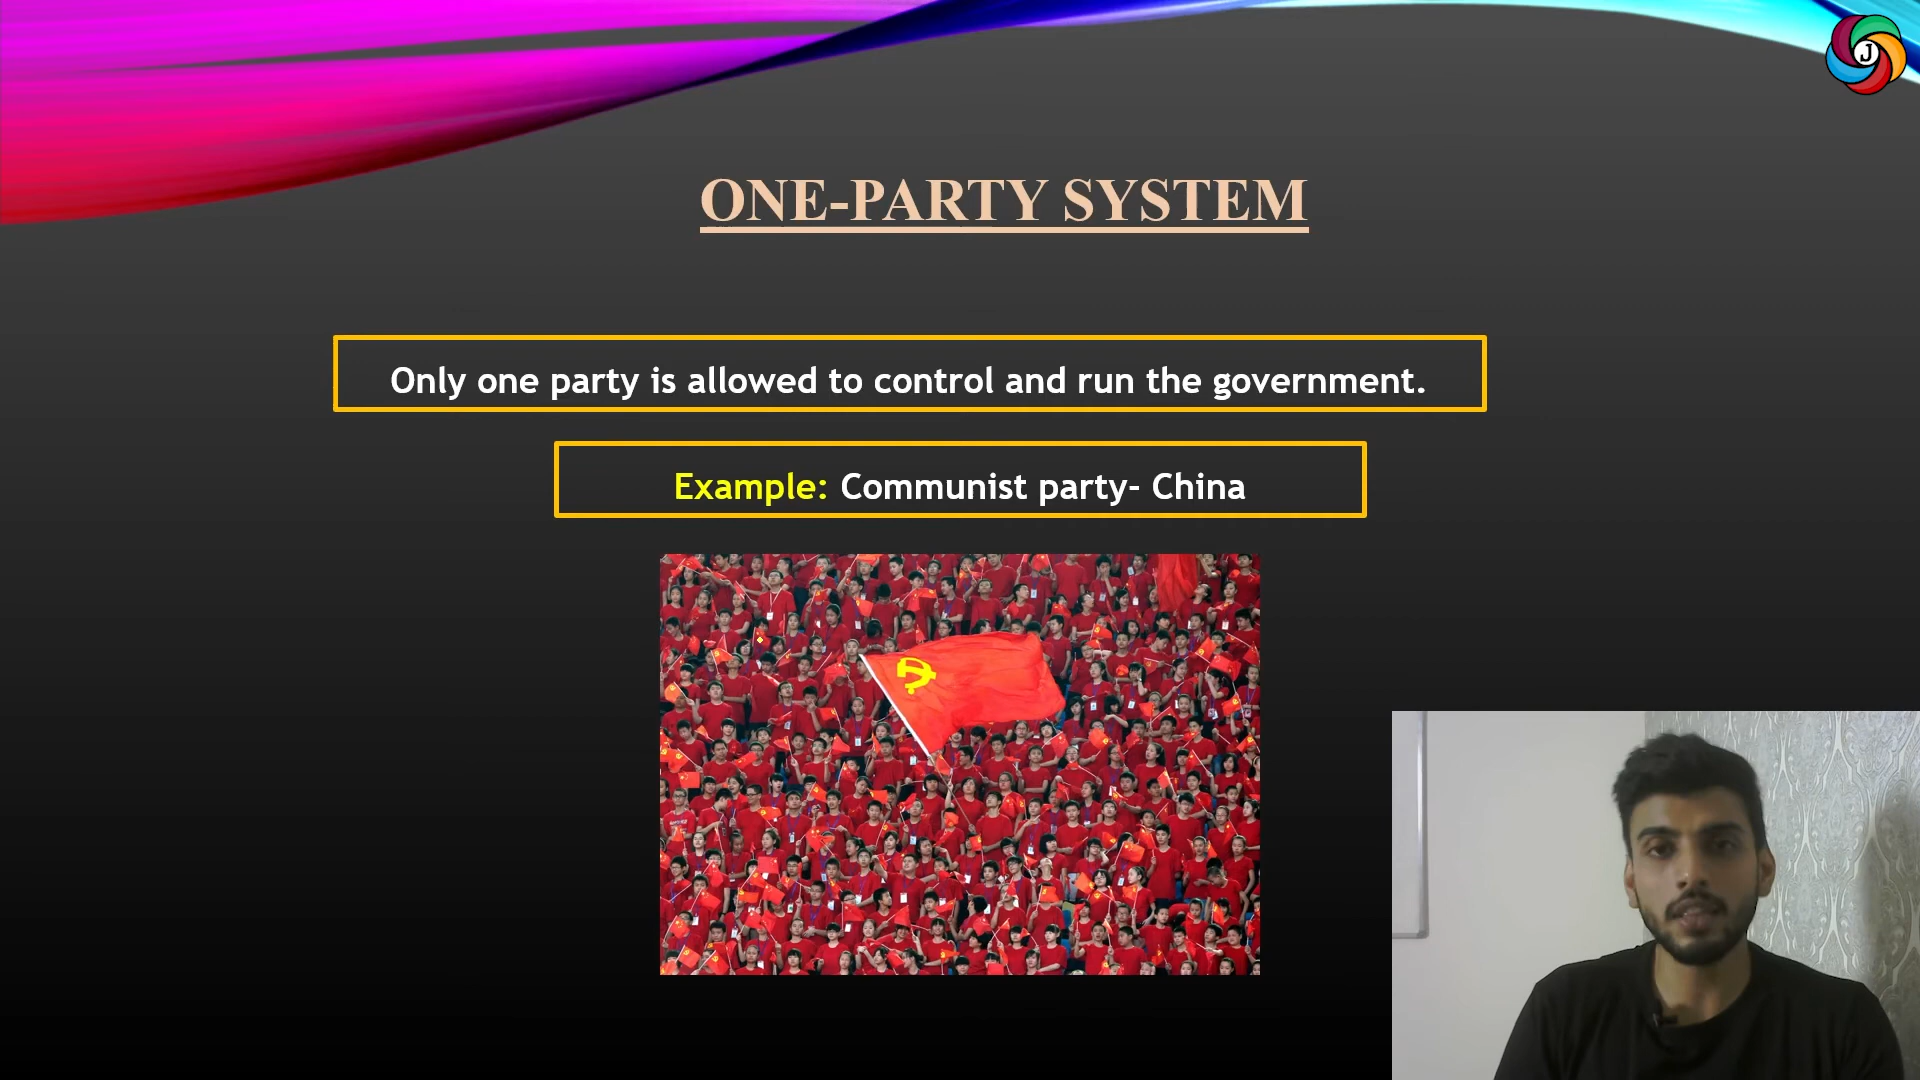 J
ONE-PARTY SYSTEM
Only one party is allowed to control and run the government.
Example: Communist party- China